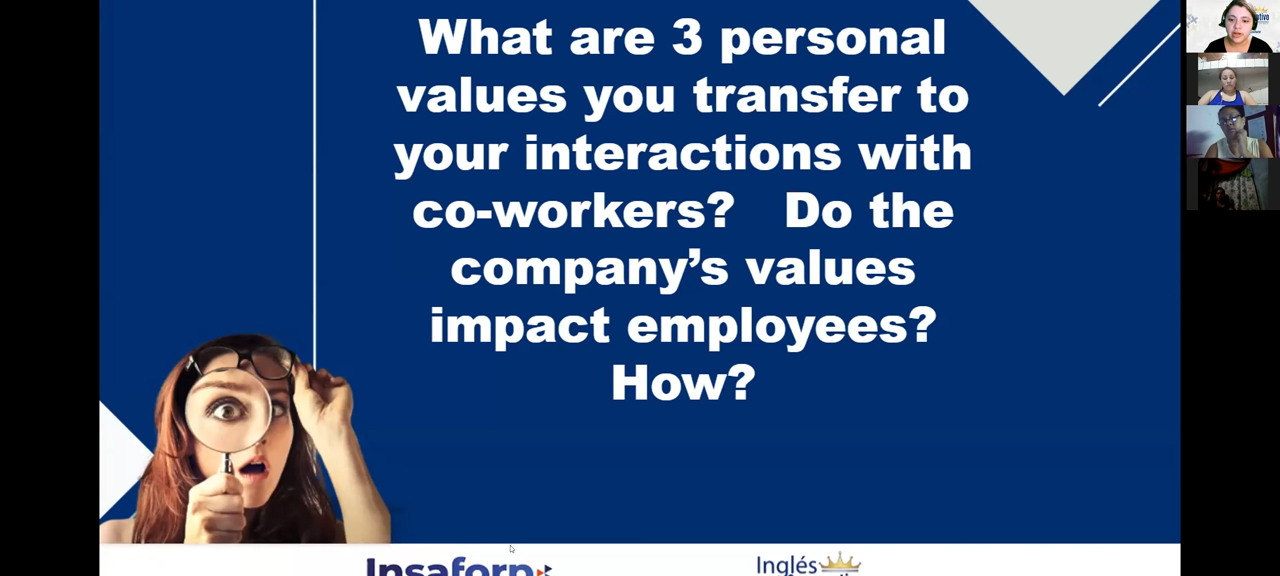 What are 3 personal
values you transfer to
your interactions with
co-workers? Do the
company’s values
impact employees?
How?
Insaforp
Inglés